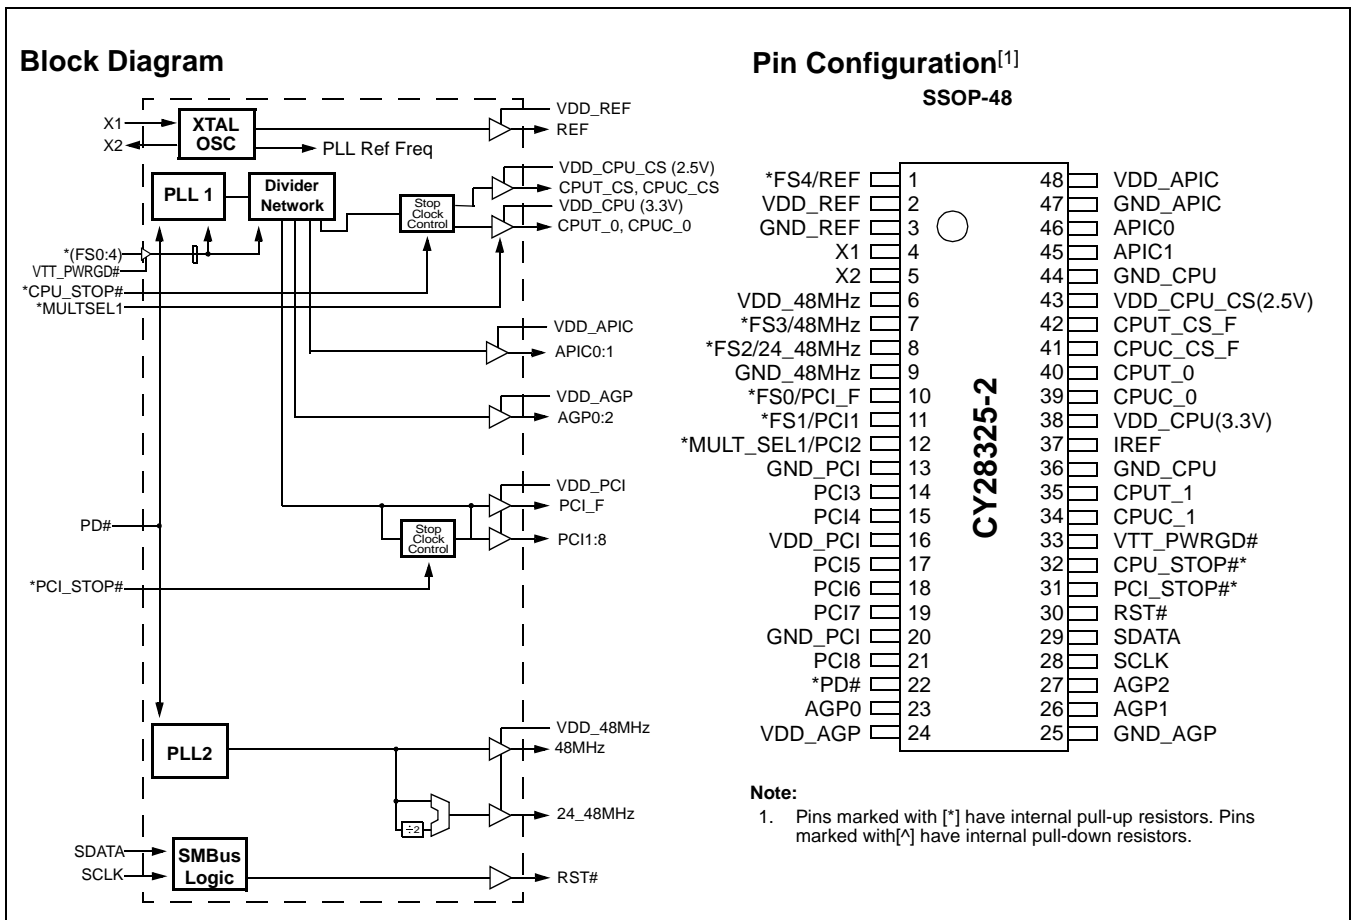 Block Diagram
X1
X2
XTAL
OSC
PLL Ref Freq
VDD_REF
REF
PLL 1
Divider
Network
Stop
Clock
Control
VDD_CPU_CS (2.5V)
CPUT_CS, CPUC_CS
VDD_CPU (3.3V)
CPUT_0, CPUC_0
*(FS0:4)
VTT_PWRGD#
*CPU_STOP#
*MULTSEL1
VDD_APIC
APIC0:1
VDD_AGP
AGP0:2
VDD_PCI
PCI_F
Stop
Clock
Control
PCI1:8
PD#
*PCI_STOP#
PLL2
VDD_48MHz
48MHz
÷2
24_48MHz
SDATA
SCLK
SMBus
Logic
RST#
Pin Configuration[1]
SSOP-48
*FS4/REF 1 48 VDD_APIC
VDD_REF 2 47 GND_APIC
GND_REF 3 46 APIC0
X1 4 45 APIC1
X2 5 44 GND_CPU
VDD_48MHz 6 43 VDD_CPU_CS(2.5V)
*FS3/48MHz 7 42 CPUT_CS_F
*FS2/24_48MHz 8 41 CPUC_CS_F
GND_48MHz 9 40 CPUT_0
*FS0/PCI_F 10 39 CPUC_0
*FS1/PCI1 11 38 VDD_CPU(3.3V)
*MULT_SEL1/PCI2 12 37 IREF
GND_PCI 13 36 GND_CPU
PCI3 14 35 CPUT_1
PCI4 15 34 CPUC_1
VDD_PCI 16 33 VTT_PWRGD#
PCI5 17 32 CPU_STOP#*
PCI6 18 31 PCI_STOP#*
PCI7 19 30 RST#
GND_PCI 20 29 SDATA
PCI8 21 28 SCLK
*PD# 22 27 AGP2
AGP0 23 26 AGP1
VDD_AGP 24 25 GND_AGP
CY28325-2
Note:
1. Pins marked with [*] have internal pull-up resistors. Pins
marked with[^] have internal pull-down resistors.